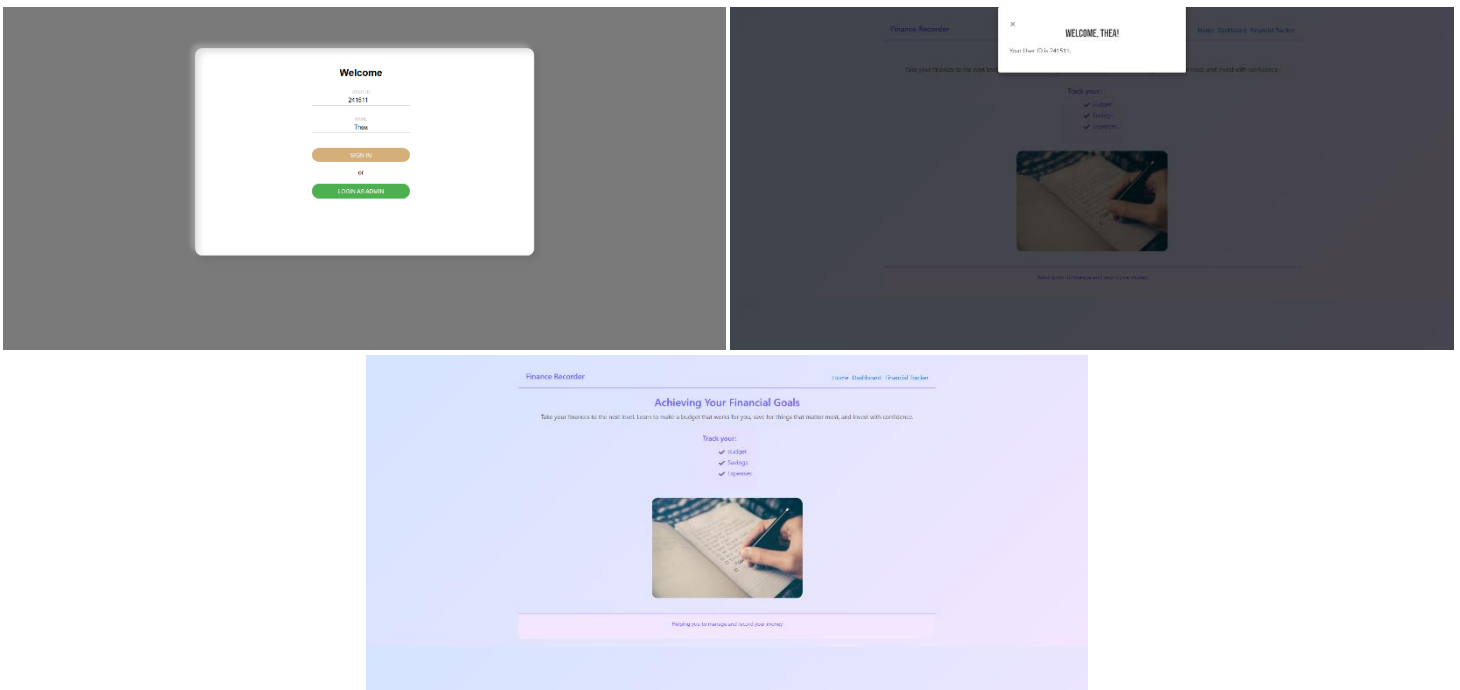 Welcome
241511
NAME
Thea
SIGN IN
or
LOGIN AS ADMIN
Finance Recorder
Home Dashboard Financial Tracker
×
WELCOME, THEA!
Your User ID is 241511.
Take your finances to the next level
most, and invest with confidence.
Track your:
Budget
Savings
Expenses
Helping you to manage and record your money
Finance Recorder
Home Dashboard Financial Tracker
Achieving Your Financial Goals
Take your finances to the next level. Learn to make a budget that works for you, save for things that matter most, and invest with confidence.
Track your:
Budget
Savings
Expenses
Helping you to manage and record your money